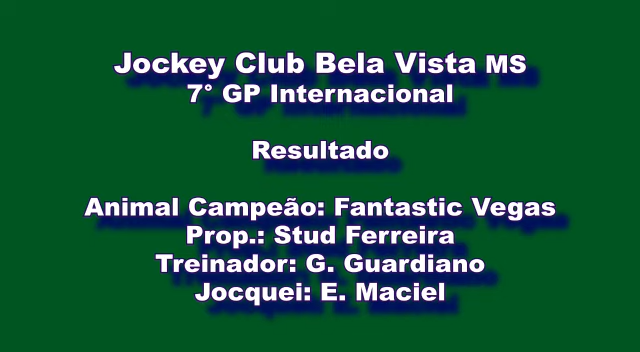 Jockey Club Bela Vista MS
7° GP Internacional
Resultado
Animal Campeão: Fantastic Vegas
Prop.: Stud Ferreira
Treinador: G. Guardiano
Jocquei: E. Maciel